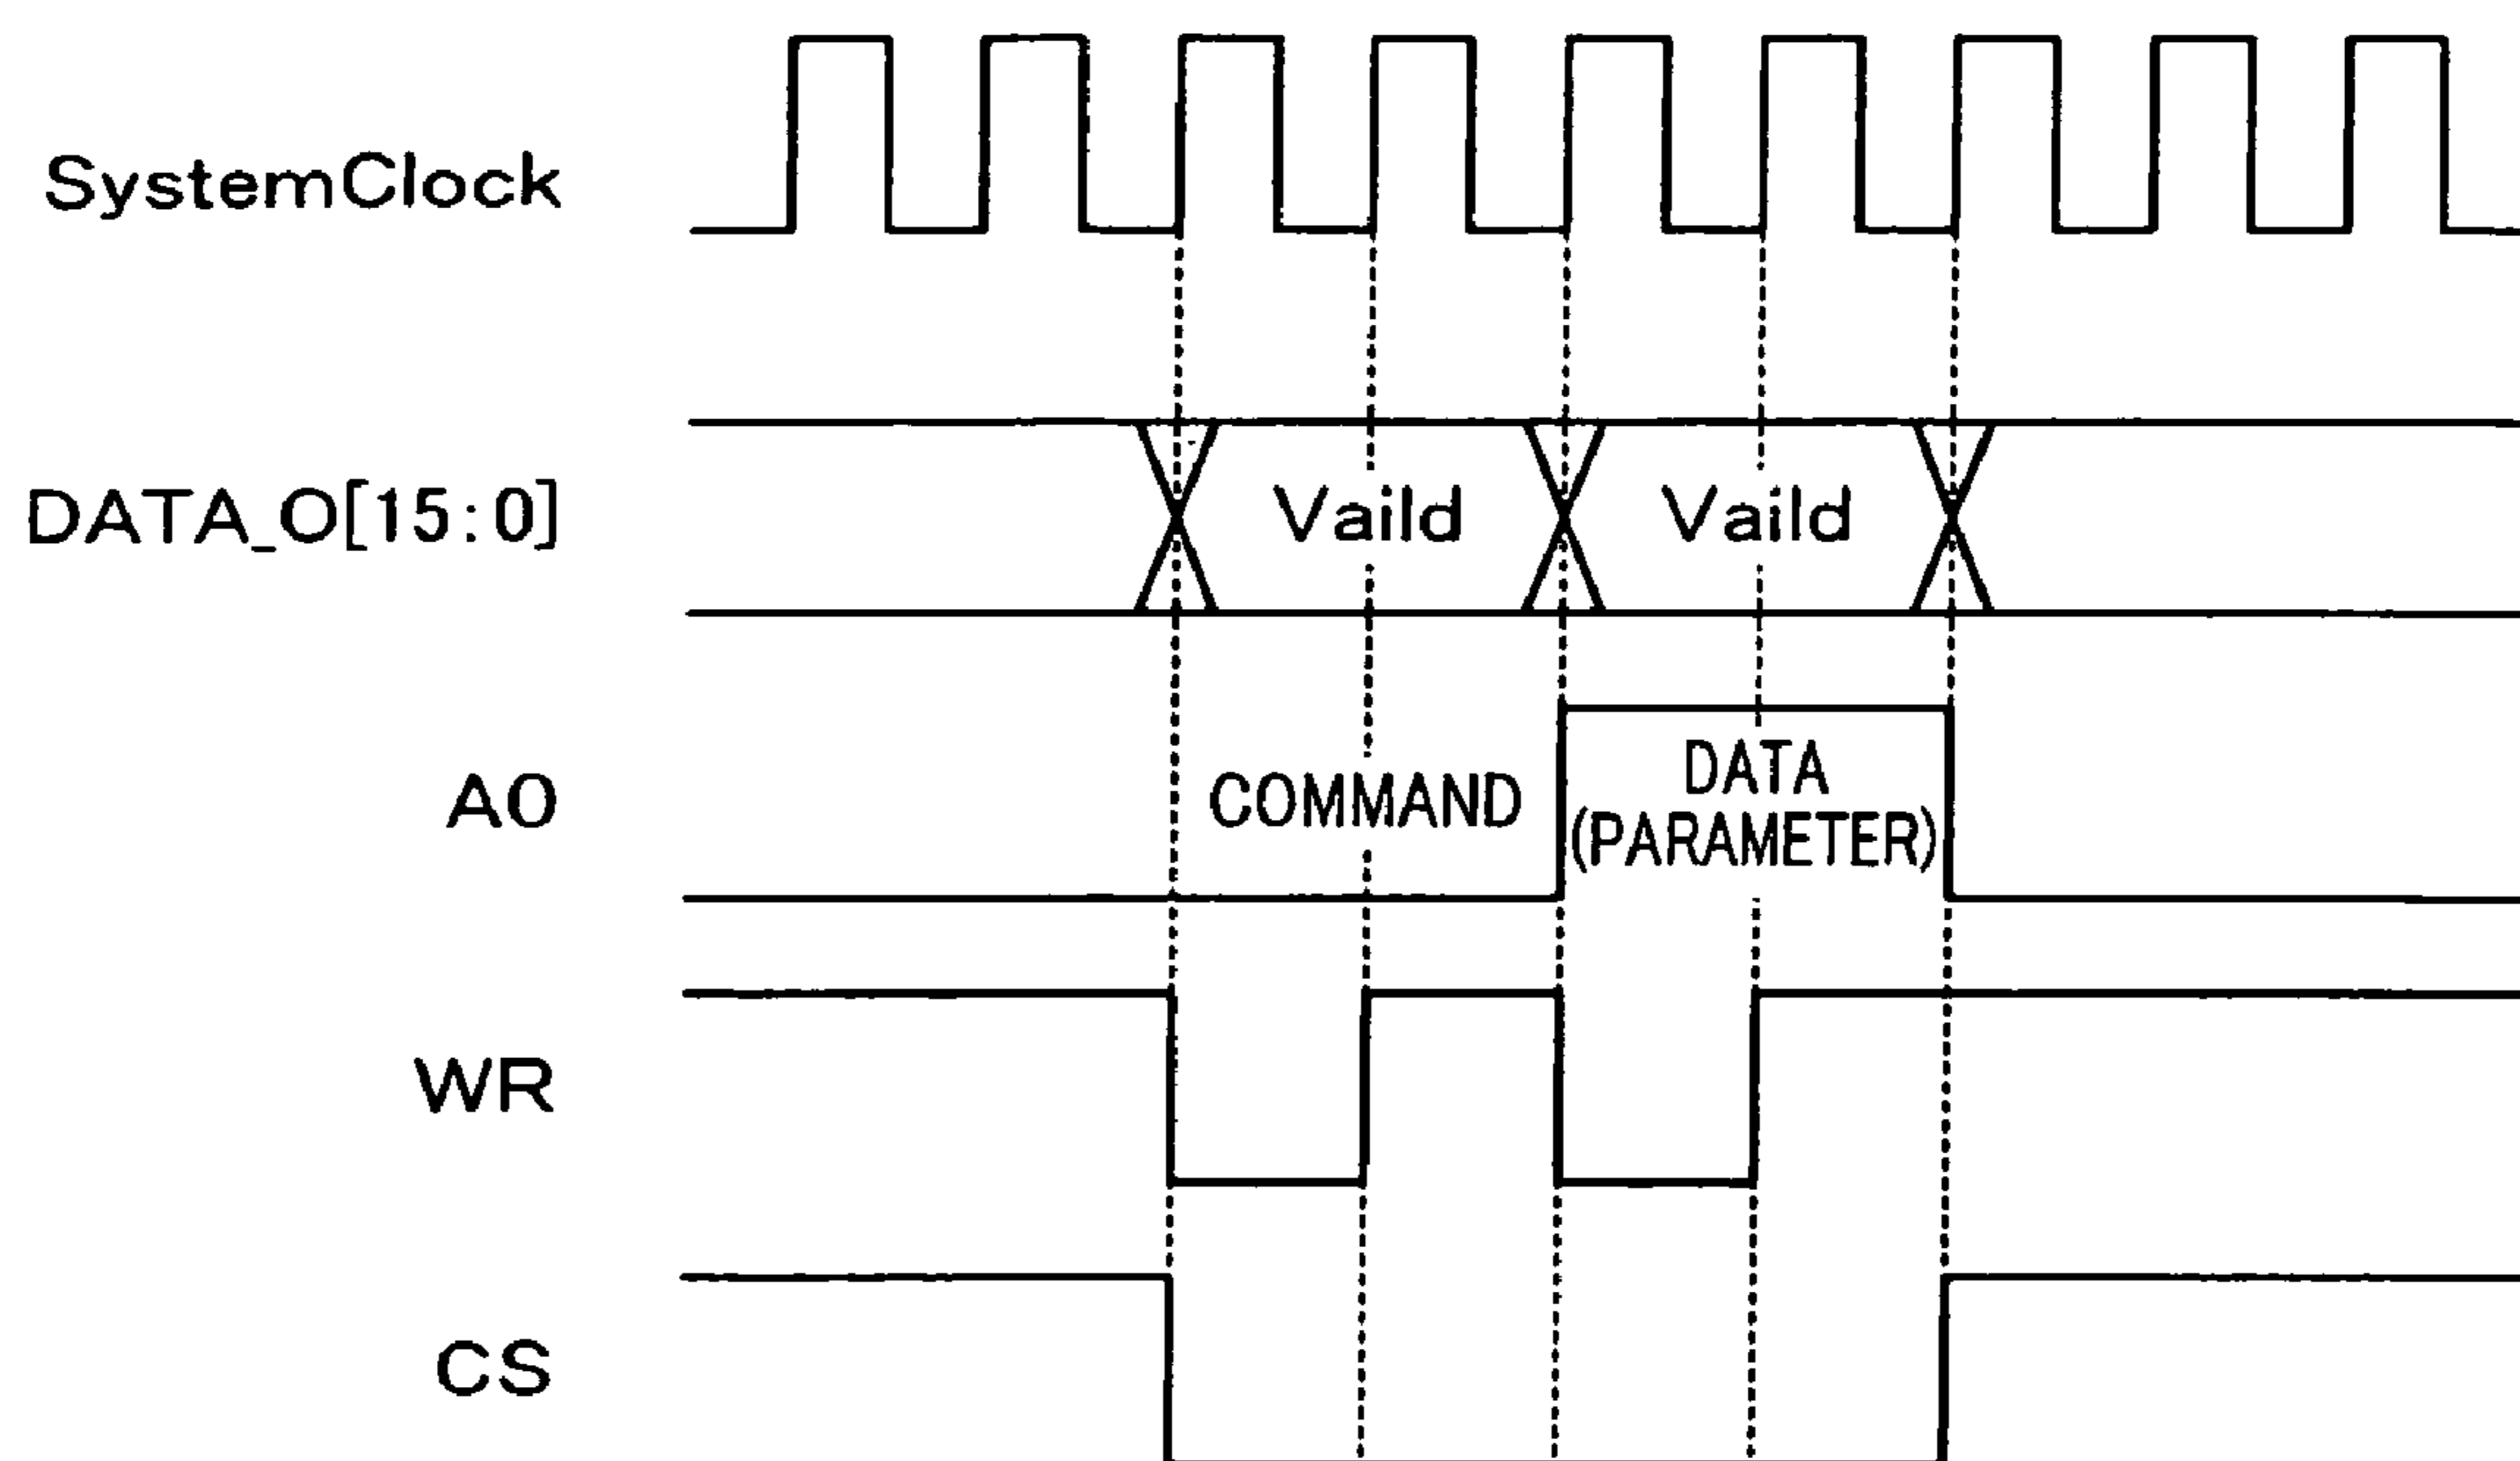 SystemClock
DATA_O[15:0]
Vaild
Vaild
A0
COMMAND
DATA
(PARAMETER)
WR
CS